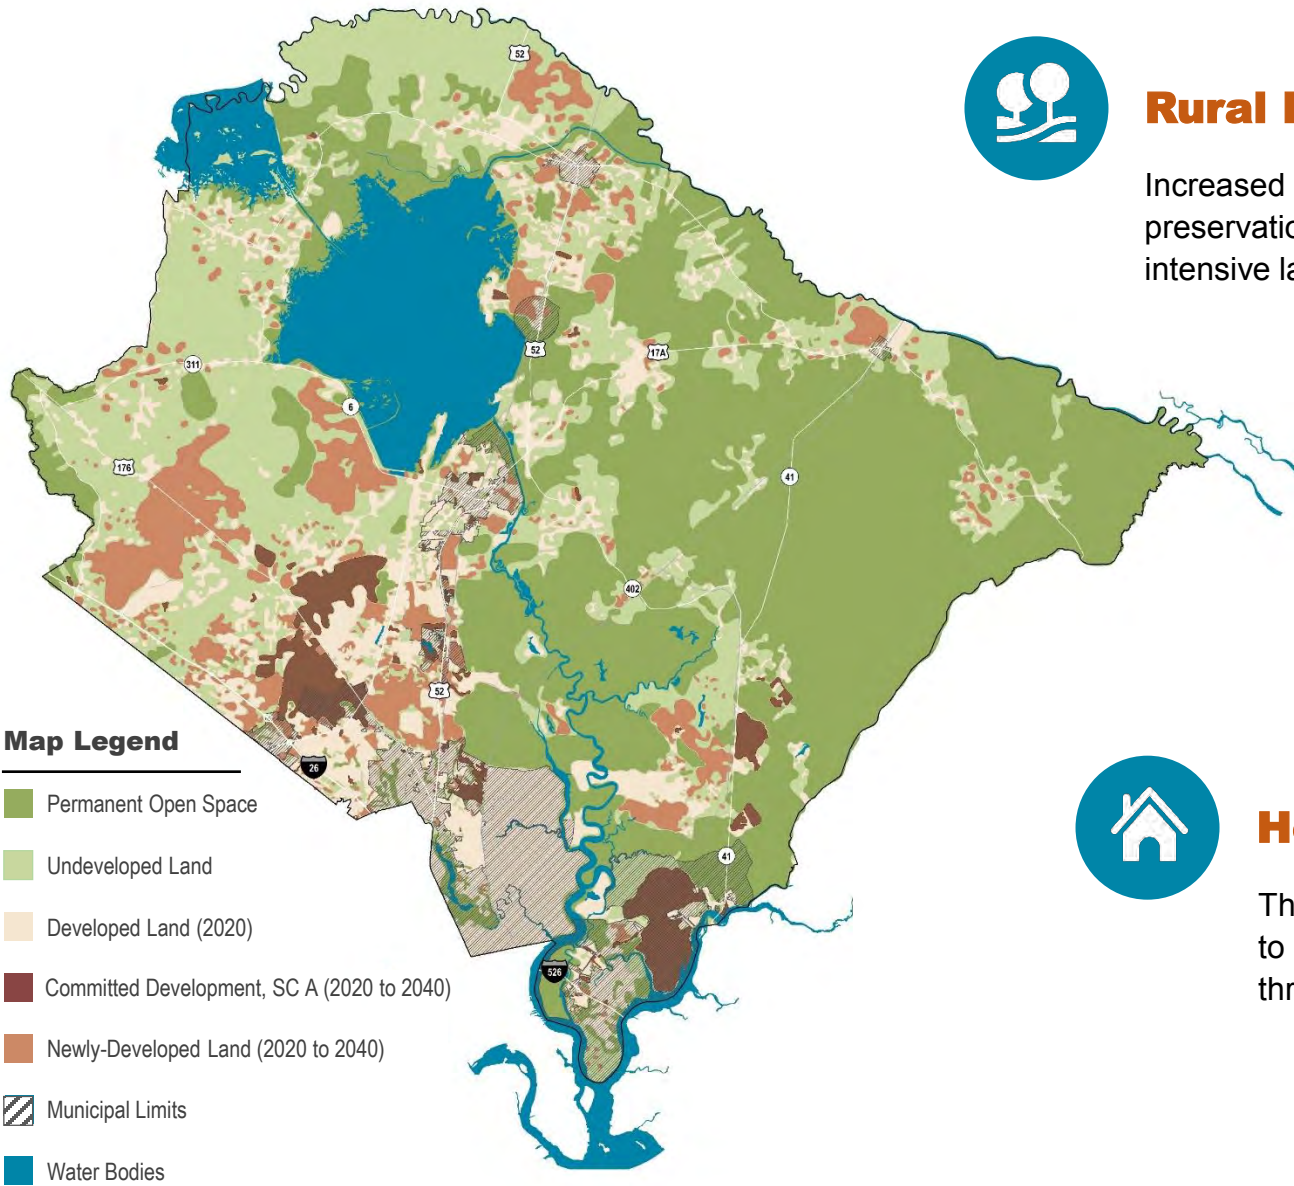 52
Rural
Increased
preservatio
intensive la
311
52
17A
6
176
41
402
52
Map Legend
26
Permanent Open Space
Undeveloped Land
41
Developed Land (2020)
526
Committed Development, SC A (2020 to 2040)
Newly-Developed Land (2020 to 2040)
Municipal Limits
Water Bodies
H
Th
to
thr